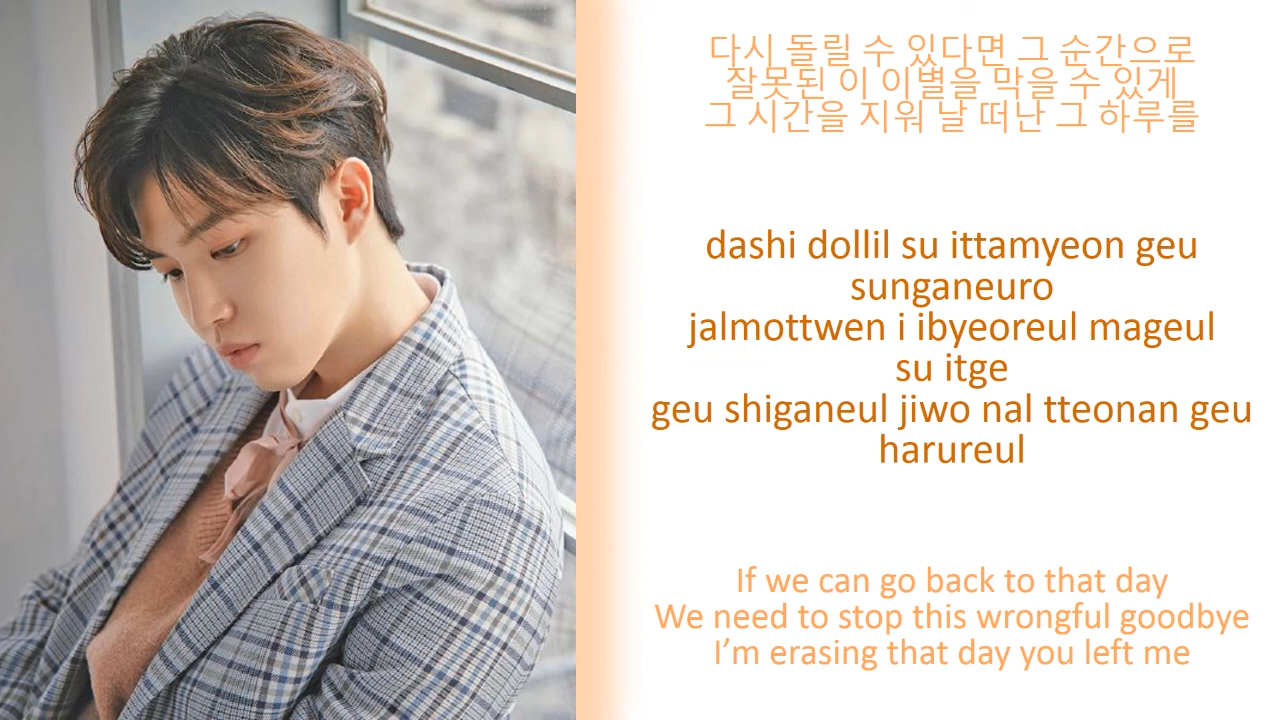 다시 돌릴 수 있다면 그 순간으로
잘못된 이 이별을 막을 수 있게
그 시간을 지워 날 떠난 그 하루를
dashi dollil su ittamyeon geu
sunganeuro
jalmottwen i ibyeoreul mageul
su itge
geu shiganeul jiwo nal tteonan geu
harureul
If we can go back to that day
We need to stop this wrongful goodbye
I’m erasing that day you left me